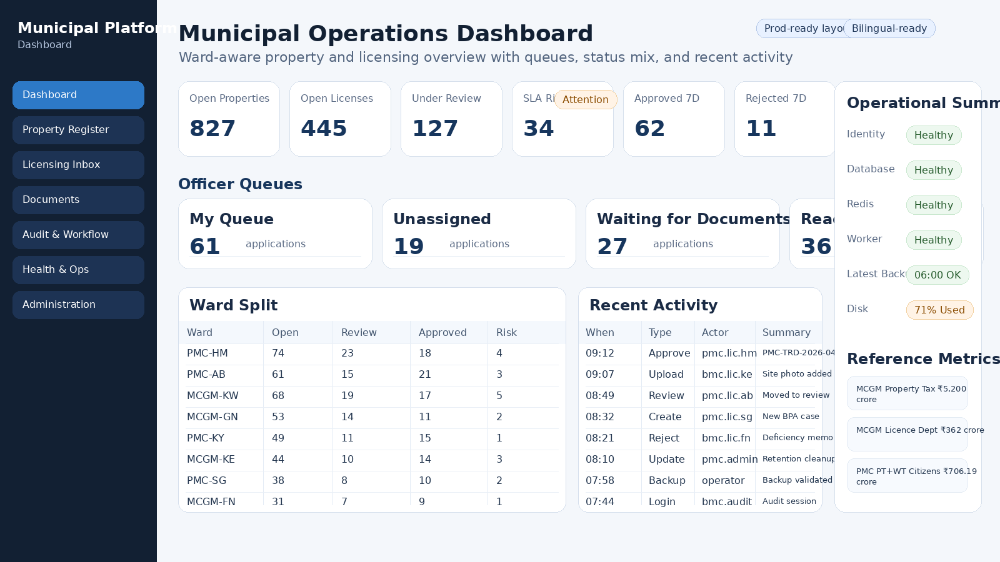 Municipal Platform
Dashboard
Dashboard
Property Register
Licensing Inbox
Documents
Audit & Workflow
Health & Ops
Administration
Municipal Operations Dashboard
Ward-aware property and licensing overview with queues, status mix, and recent activity
Bilingual-ready
Prod-ready
Open Properties
827
Open Licenses
445
Under Review
127
SLA
Attention
34
Approved 7D
62
Rejected 7D
11
Officer Queues
My Queue
61 applications
Unassigned
19 applications
Waiting for Documents
27 applications
36
Ward Split
Ward Open Review Approved Risk
PMC-HM 74 23 18 4
PMC-AB 61 15 21 3
MCGM-KW 68 19 17 5
MCGM-GN 53 14 11 2
PMC-KY 49 11 15 1
MCGM-KE 44 10 14 3
PMC-SG 38 8 10 2
MCGM-FN 31 7 9 1
Recent Activity
When Type Actor Summary
09:12 Approve pmc.lic.hm PMC-TRD-2026-04
09:07 Upload bmc.lic.ke Site photo added
08:49 Review pmc.lic.ab Moved to review
08:32 Create pmc.lic.sg New BPA case
08:21 Reject bmc.lic.fn Deficiency memo
08:10 Update pmc.admin Retention cleanup
07:58 Backup operator Backup validated
07:44 Login bmc.audit Audit session
Operational
Identity Healthy
Database Healthy
Redis Healthy
Worker Healthy
Latest 06:00 OK
Disk 71% Used
Reference Metrics
MCGM Property Tax ₹5,200
crore
MCGM Licence Dept ₹362 crore
PMC PT+WT Citizens ₹706.19
crore